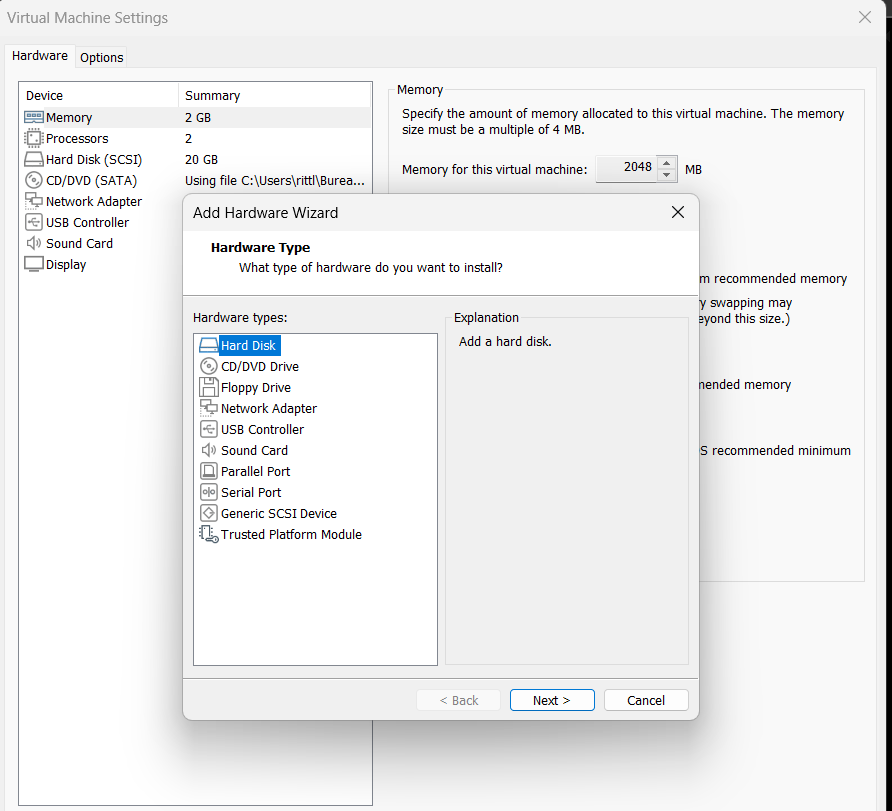 Virtual Machine Settings
Hardware
Options
Device Summary
Memory 2 GB
Processors 2
Hard Disk (SCSI) 20 GB
CD/DVD (SATA) Using file C:\Users\rittl\Burea...
Network Adapter
USB Controller
Sound Card
Display
Memory
Specify the amount of memory allocated to this virtual machine. The memory
size must be a multiple of 4 MB.
Memory for this virtual machine: 2048 MB
m recommended memory
y swapping may
eyond this size.)
mended memory
S recommended minimum
Add Hardware Wizard
Hardware Type
What type of hardware do you want to install?
Hardware types:
Hard Disk
CD/DVD Drive
Floppy Drive
Network Adapter
USB Controller
Sound Card
Parallel Port
Serial Port
Generic SCSI Device
Trusted Platform Module
Explanation
Add a hard disk.
< Back
Next >
Cancel